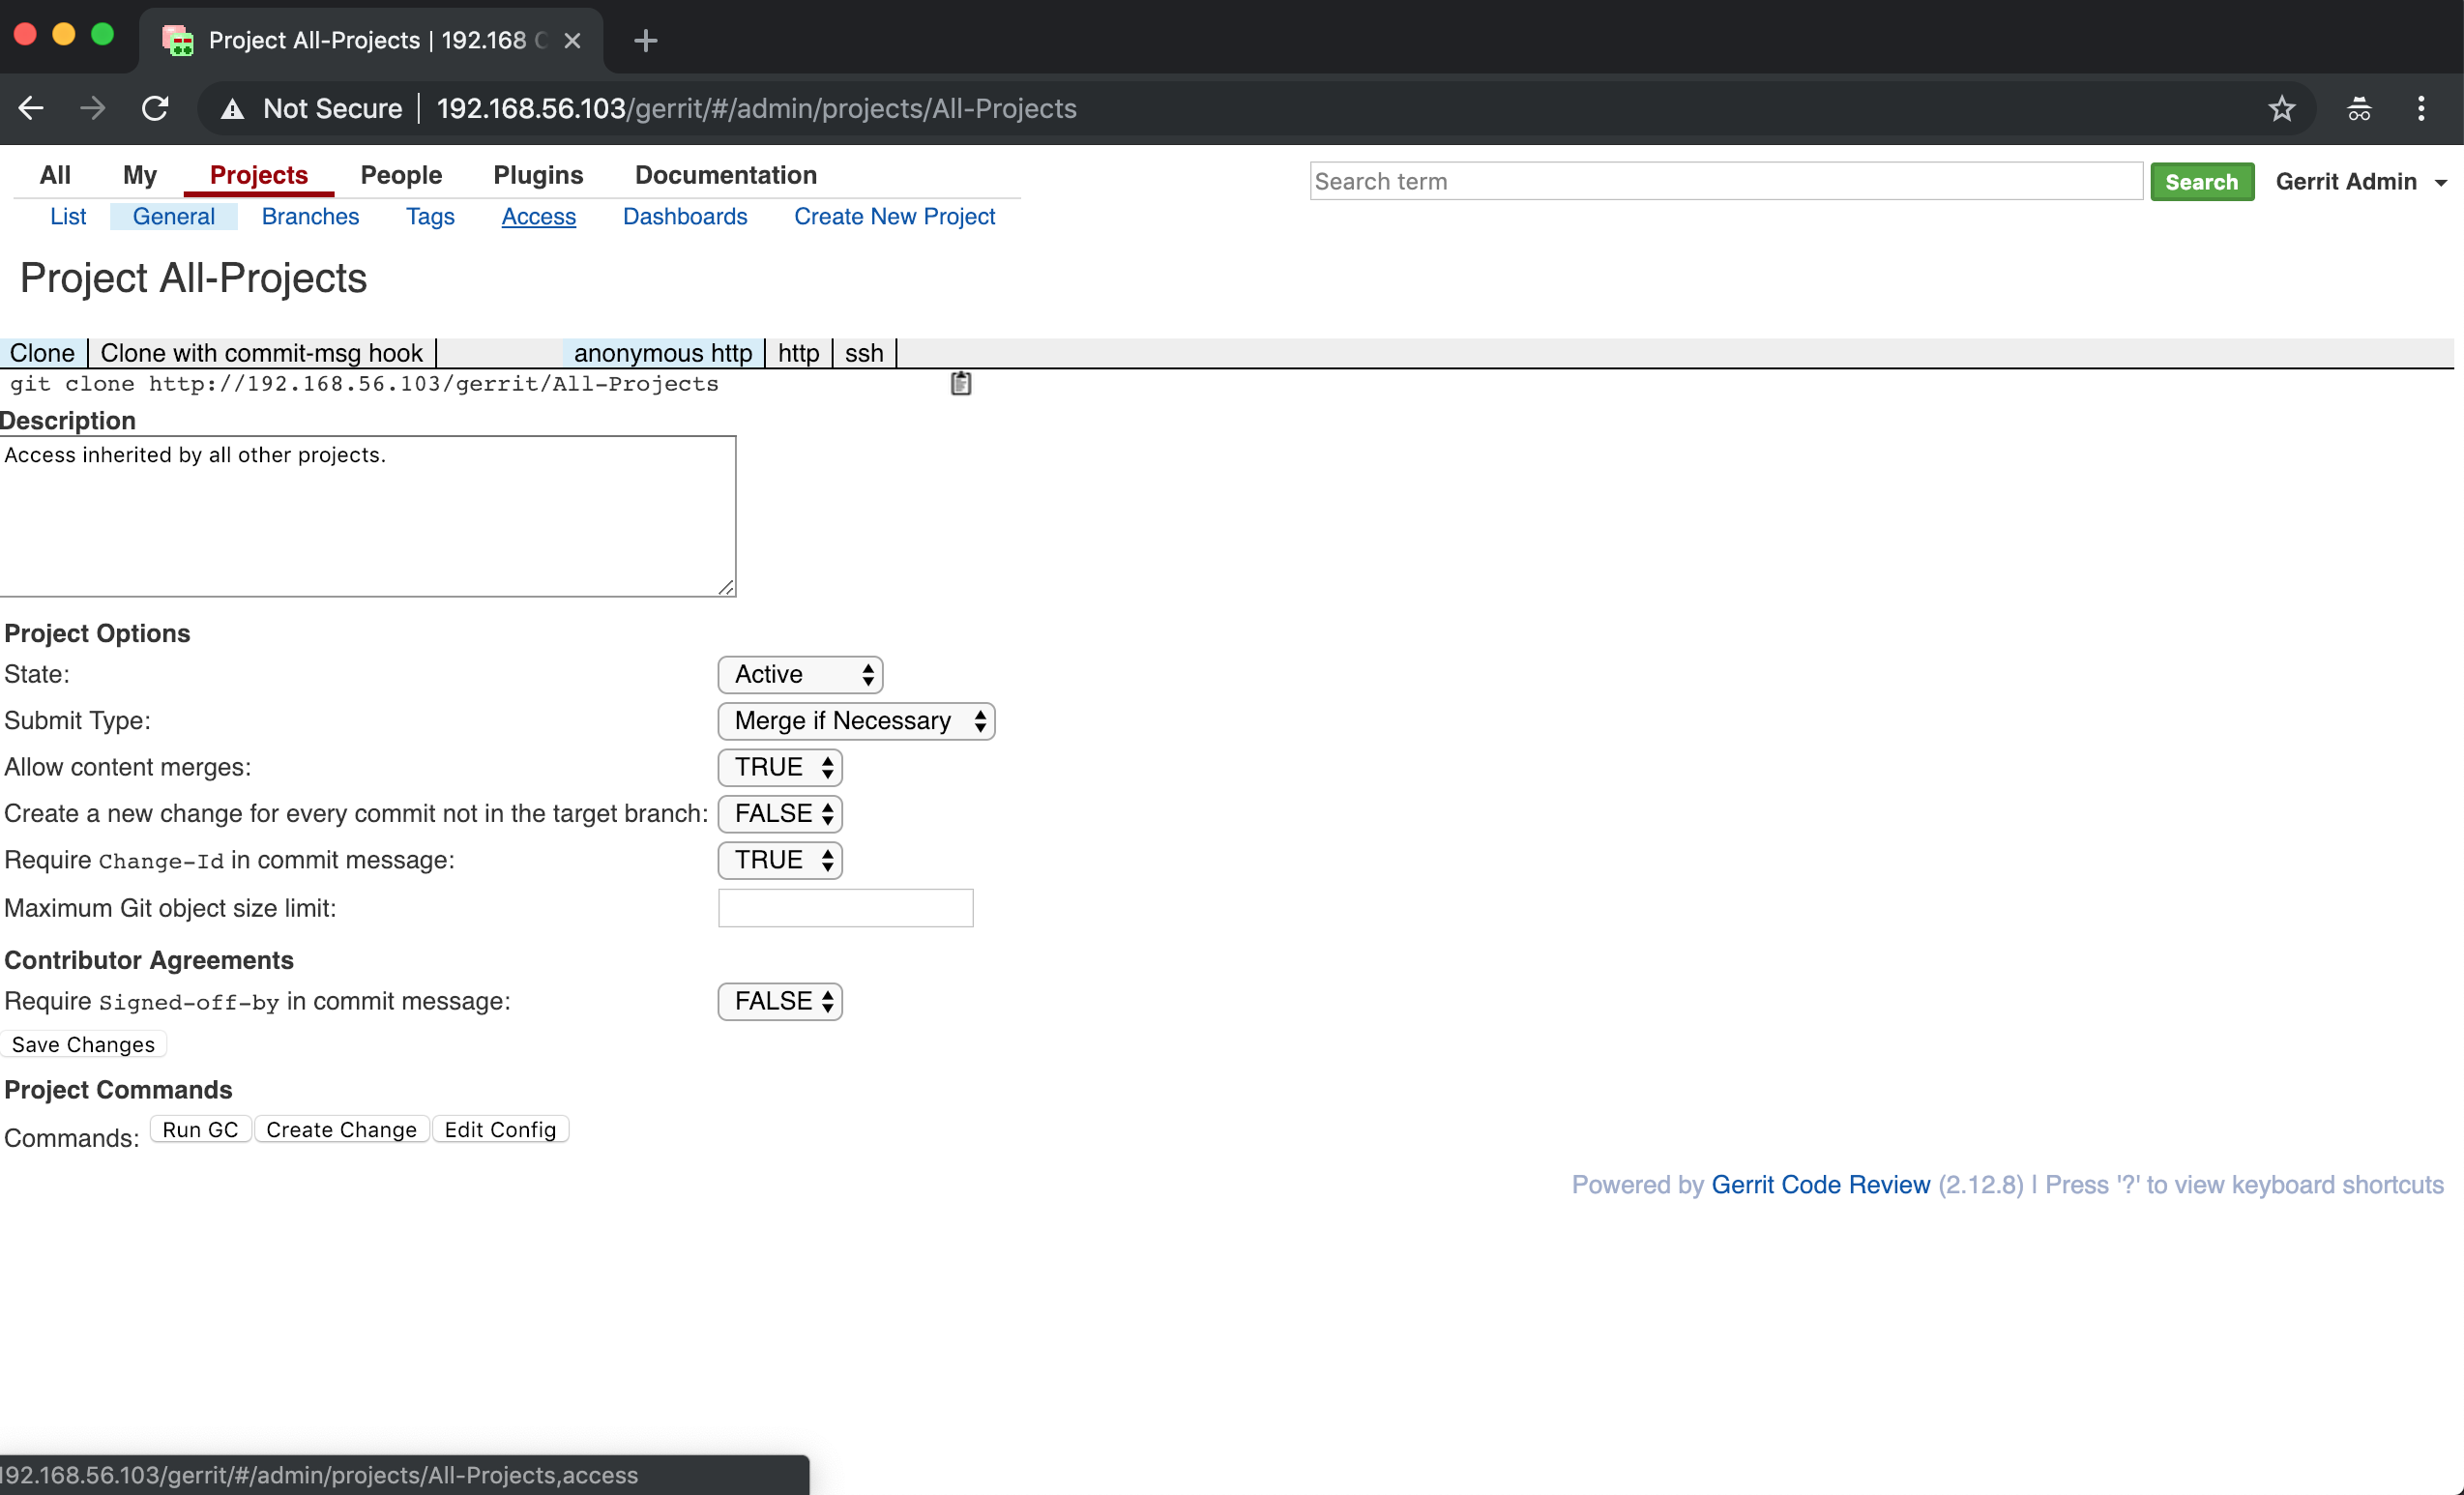 Project All-Projects | 192.168
Not Secure | 192.168.56.103/gerrit/#/admin/projects/All-Projects
All My Projects People Plugins Documentation
Search term Search Gerrit Admin
List General Branches Tags Access Dashboards Create New Project
Project All-Projects
Clone Clone with commit-msg hook anonymous http http ssh
git clone http://192.168.56.103/gerrit/All-Projects
Description
Access inherited by all other projects.
Project Options
State: Active
Submit Type: Merge if Necessary
Allow content merges: TRUE
Create a new change for every commit not in the target branch: FALSE
Require Change-Id in commit message: TRUE
Maximum Git object size limit:
Contributor Agreements
Require Signed-off-by in commit message: FALSE
Save Changes
Project Commands
Commands: Run GC Create Change Edit Config
Powered by Gerrit Code Review (2.12.8) | Press '?' to view keyboard shortcuts
192.168.56.103/gerrit/#/admin/projects/All-Projects,access